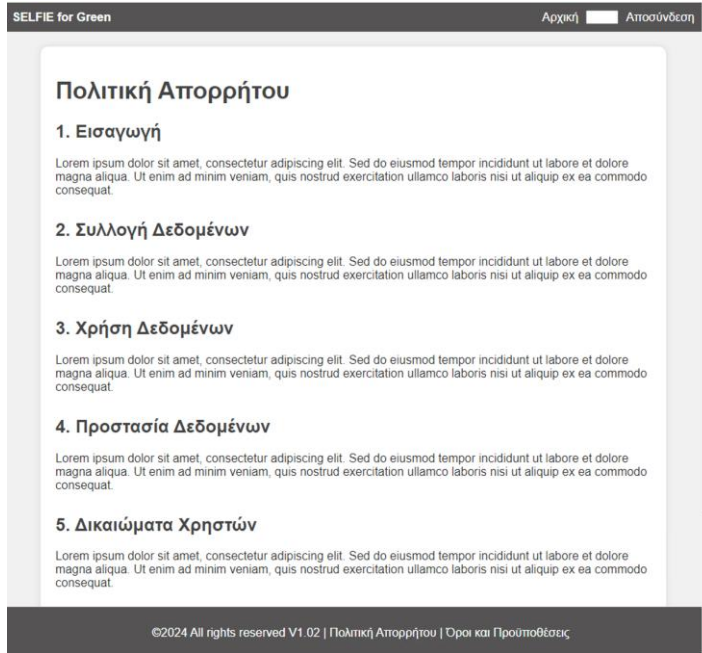 SELFIE for Green
Αρχική Αποσύνδεση
Πολιτική Απορρήτου
1. Εισαγωγή
Lorem ipsum dolor sit amet, consectetur adipiscing elit. Sed do eiusmod tempor incididunt ut labore et dolore
magna aliqua. Ut enim ad minim veniam, quis nostrud exercitation ullamco laboris nisi ut aliquip ex ea commodo
consequat.
2. Συλλογή Δεδομένων
Lorem ipsum dolor sit amet, consectetur adipiscing elit. Sed do eiusmod tempor incididunt ut labore et dolore
magna aliqua. Ut enim ad minim veniam, quis nostrud exercitation ullamco laboris nisi ut aliquip ex ea commodo
consequat.
3. Χρήση Δεδομένων
Lorem ipsum dolor sit amet, consectetur adipiscing elit. Sed do eiusmod tempor incididunt ut labore et dolore
magna aliqua. Ut enim ad minim veniam, quis nostrud exercitation ullamco laboris nisi ut aliquip ex ea commodo
consequat.
4. Προστασία Δεδομένων
Lorem ipsum dolor sit amet, consectetur adipiscing elit. Sed do eiusmod tempor incididunt ut labore et dolore
magna aliqua. Ut enim ad minim veniam, quis nostrud exercitation ullamco laboris nisi ut aliquip ex ea commodo
consequat.
5. Δικαιώματα Χρηστών
Lorem ipsum dolor sit amet, consectetur adipiscing elit. Sed do eiusmod tempor incididunt ut labore et dolore
magna aliqua. Ut enim ad minim veniam, quis nostrud exercitation ullamco laboris nisi ut aliquip ex ea commodo
consequat.
©2024 All rights reserved V1.02 | Πολιτική Απορρήτου | Όροι και Προϋποθέσεις